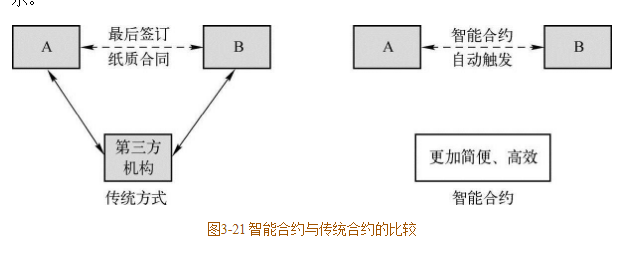 示。
A
最后签订
纸质合同
B
第三方
机构
传统方式
A
智能合约
自动触发
B
更加简便、高效
智能合约
图3-21 智能合约与传统合约的比较